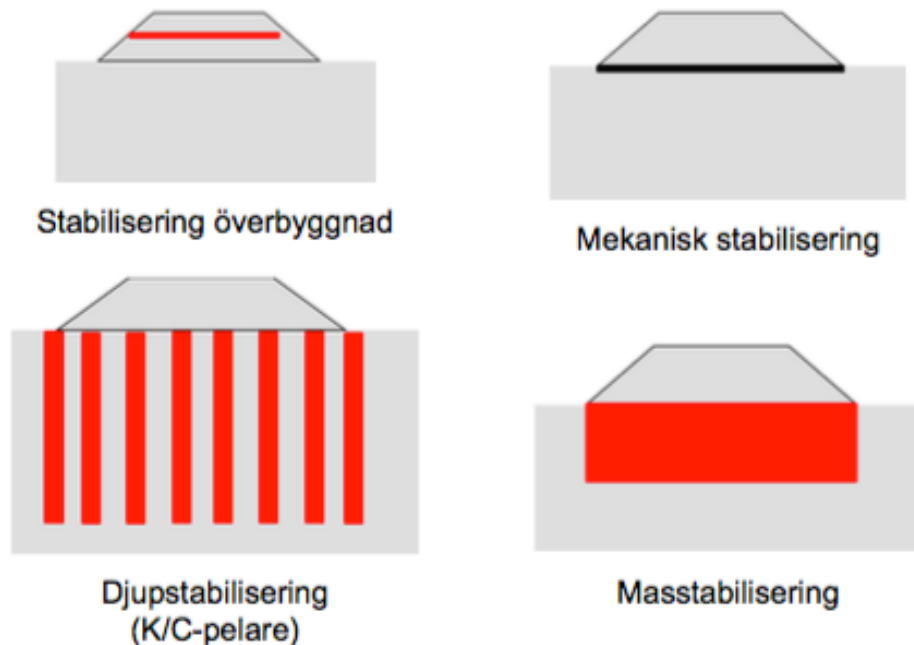 Stabilisering överbyggnad
Mekanisk stabilisering
Djupstabilisering
(K/C-pelare)
Masstabilisering